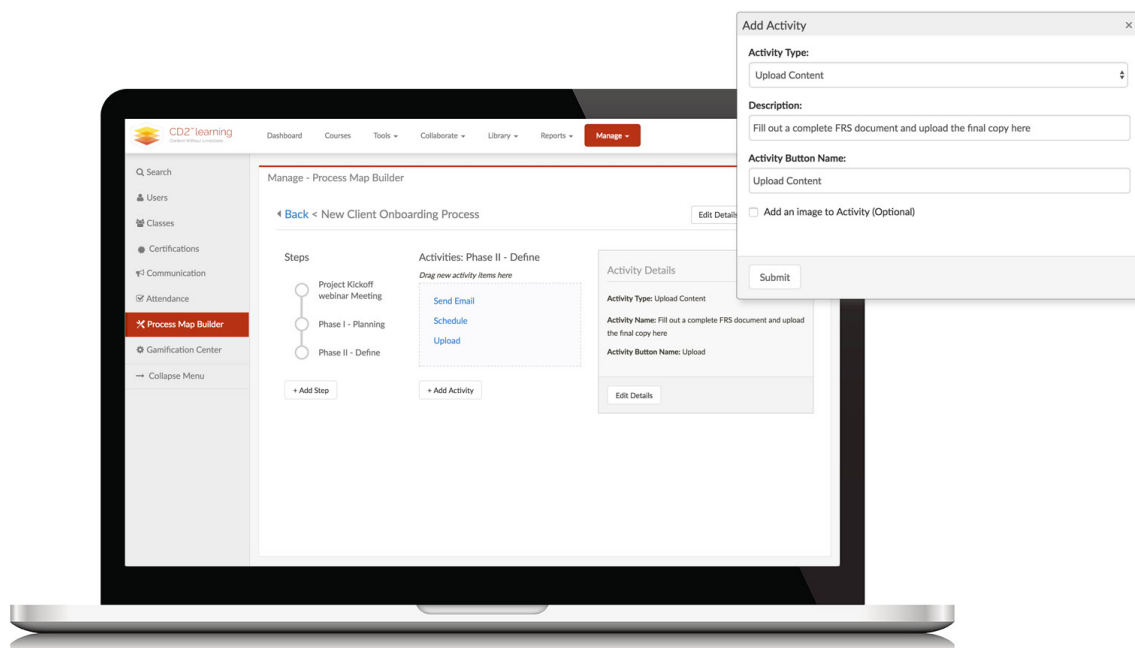 Add Activity ×
Activity Type:
Upload Content
Description:
Fill out a complete FRS document and upload the final copy here
Activity Button Name:
Upload Content
Add an image to Activity (Optional)
Submit
CD2™learning
Content Without Limitations
Dashboard Courses Tools Collaborate Library Reports Manage
Search
Users
Classes
Certifications
Communication
Attendance
Process Map Builder
Gamification Center
Collapse Menu
Manage - Process Map Builder
Back < New Client Onboarding Process
Edit Details
Steps
Project Kickoff
webinar Meeting
Phase I - Planning
Phase II - Define
+ Add Step
Activities: Phase II - Define
Drag new activity items here
Send Email
Schedule
Upload
+ Add Activity
Activity Details
Activity Type: Upload Content
Activity Name: Fill out a complete FRS document and upload
the final copy here
Activity Button Name: Upload
Edit Details